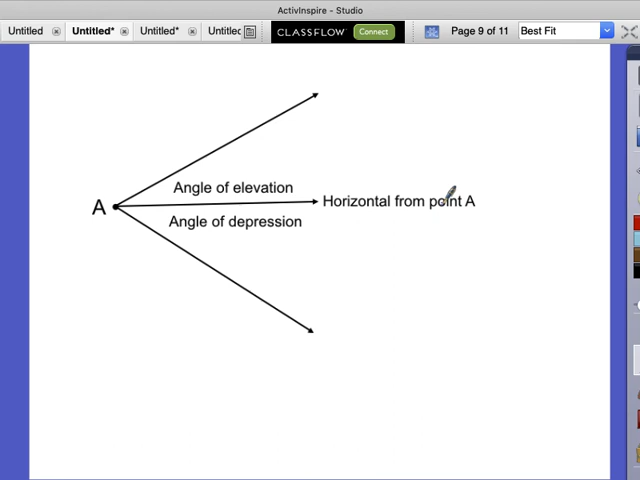 ActivInspire - Studio
Untitled
Untitled*
Untitled*
Untitled
CLASSFLOW Connect
Page 9 of 11
Best Fit
Angle of elevation
A
Horizontal from point A
Angle of depression